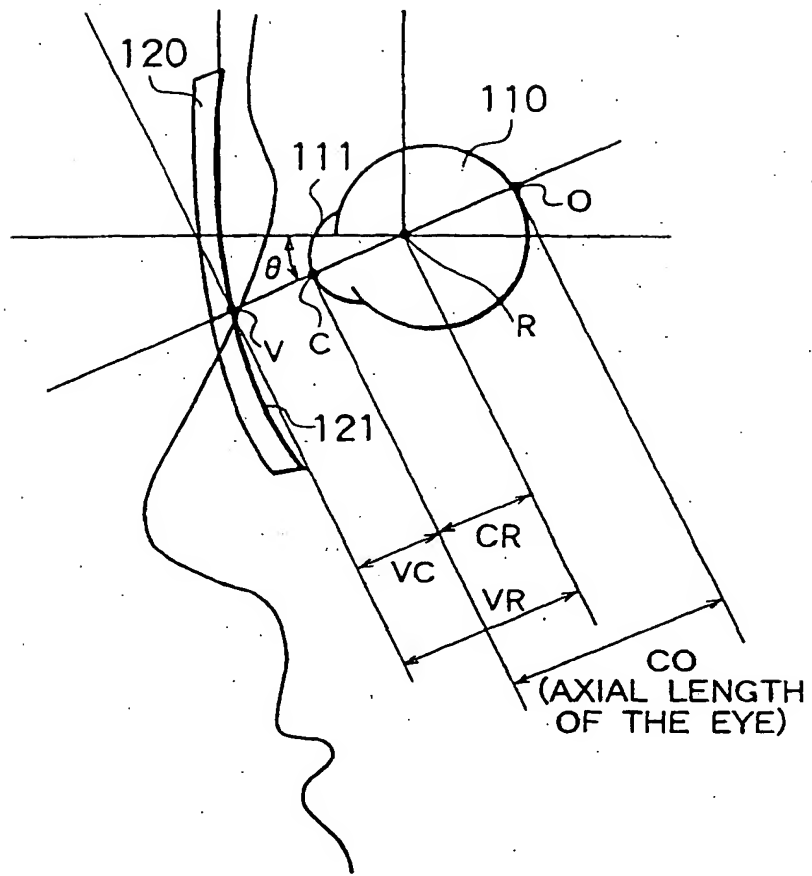 120
110
111
O
θ
R
V
C
121
CR
VC
VR
CO
(AXIAL LENGTH
OF THE EYE)